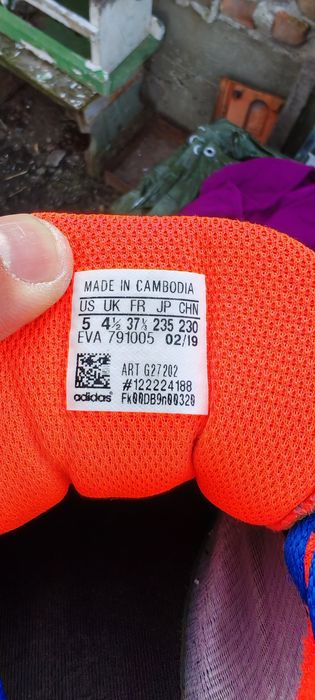 MADE IN CAMBODIA
US UK FR JP CHN
5 4½ 37⅓ 235 230
EVA 791005 02/19
ART G27202
#122224188
adidas Fk00DB9n00320